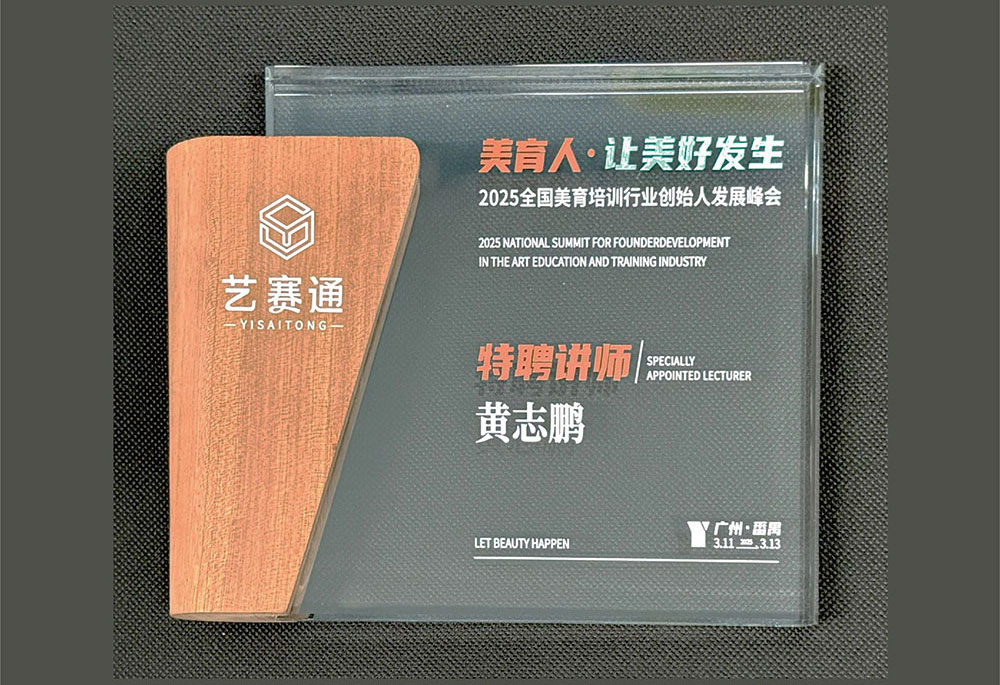 艺赛通
—YISAITONG—
美育人·让美好发生
2025全国美育培训行业创始人发展峰会
2025 NATIONAL SUMMIT FOR FOUNDERDEVELOPMENT
IN THE ART EDUCATION AND TRAINING INDUSTRY
特聘讲师
SPECIALLY
APPOINTED LECTURER
黄志鹏
LET BEAUTY HAPPEN
广州·番禺
3.11 2025 3.13